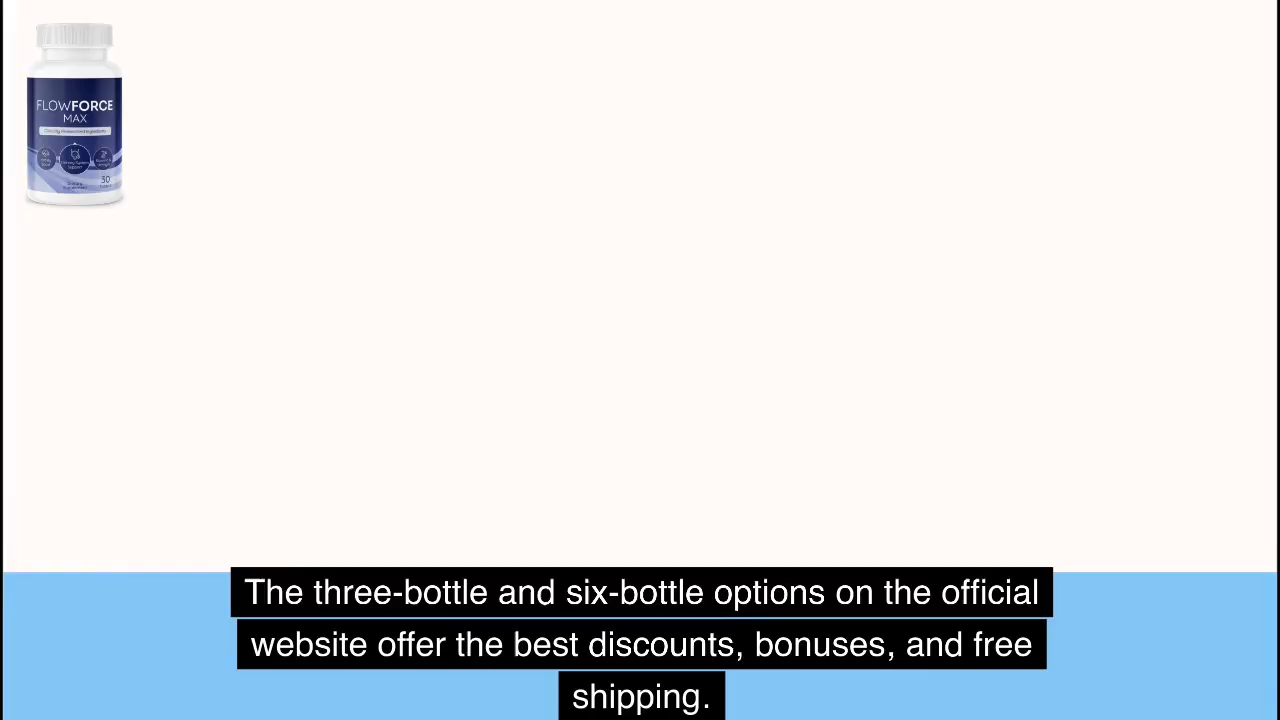 FLOWFORCE
MAX
30
The three-bottle and six-bottle options on the official
website offer the best discounts, bonuses, and free
shipping.